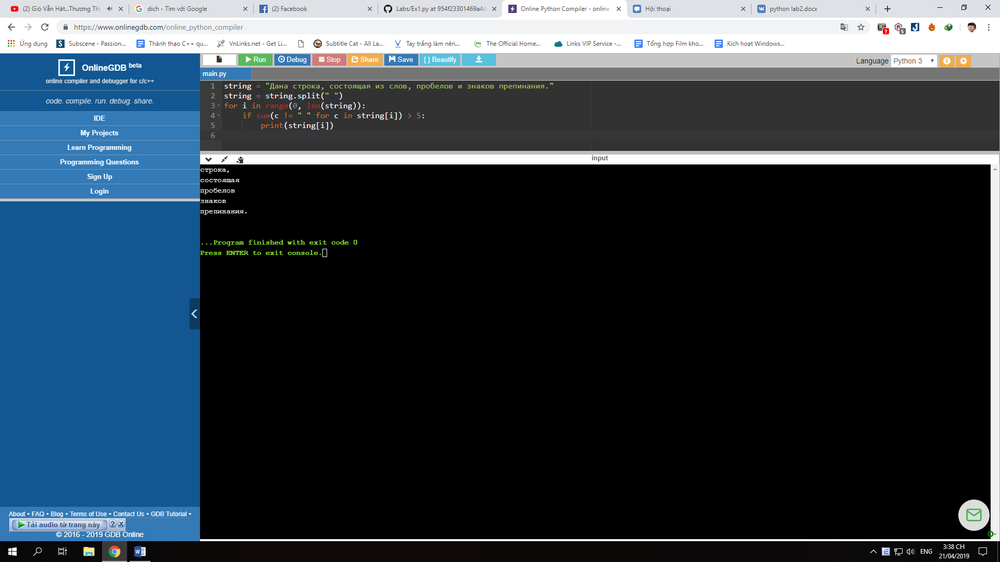 (2) Gió Vẫn Hát...Thương Thì
dich - Tìm với Google
(2) Facebook
Labs/Ex1.py at 954f23301469a4d
Online Python Compiler - online
Hội thoại
python lab2.docx
https://www.onlinegdb.com/online_python_compiler
Ứng dụng
Subscene - Passion...
Thành thạo C++ qu...
VnLinks.net - Get Li...
Subtitle Cat - All La...
Tay trắng làm nên...
The Official Home...
Links VIP Service -...
Tổng hợp Film kho...
Kích hoạt Windows...
OnlineGDB beta
online compiler and debugger for c/c++
code. compile. run. debug. share.
IDE
My Projects
Learn Programming
Programming Questions
Sign Up
Login
Run Debug Stop Share Save { } Beautify
Language Python 3
main.py
1 string = "Дана строка, состоящая из слов, пробелов и знаков препинания."
2 string = string.split(" ")
3 for i in range(0, len(string)):
4 if sum(c != " " for c in string[i]) > 5:
5 print(string[i])
6
input
строка,
состоящая
пробелов
знаков
препинания.
...Program finished with exit code 0
Press ENTER to exit console.
About • FAQ • Blog • Terms of Use • Contact Us • GDB Tutorial •
Tải audio từ trang này ? X
© 2016 - 2019 GDB Online
ENG
3:38 CH
21/04/2019